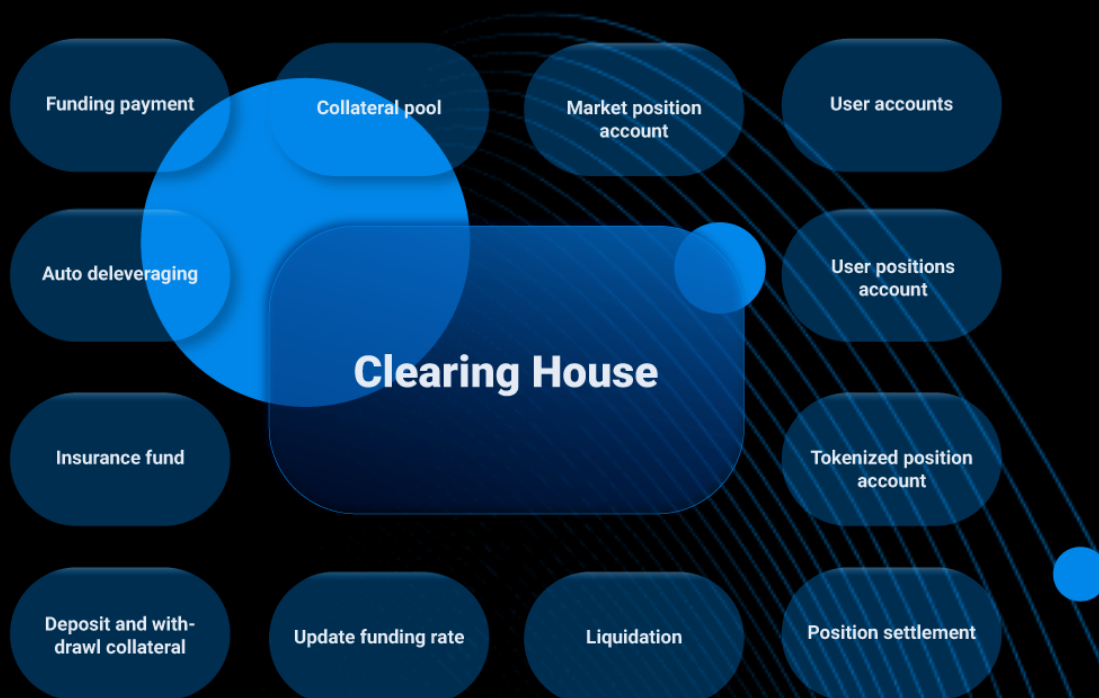 Funding payment
Collateral pool
Market position
account
User accounts
Auto deleveraging
User positions
account
Clearing House
Insurance fund
Tokenized position
account
Deposit and with-
drawl collateral
Update funding rate
Liquidation
Position settlement